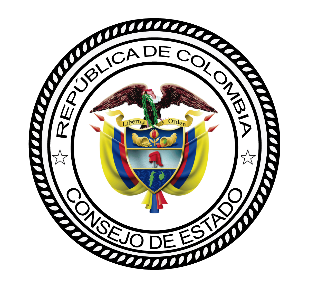 REPÚBLICA DE COLOMBIA
Libertad y Orden
CONSEJO DE ESTADO